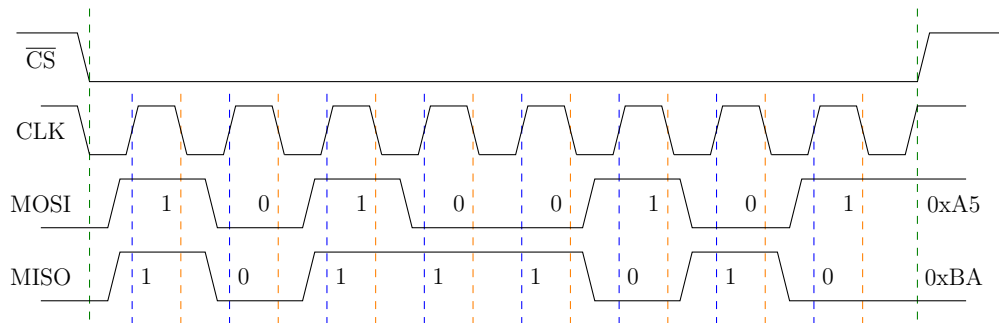 C̅S̅
CLK
MOSI 1 0 1 0 0 1 0 1 0xA5
MISO 1 0 1 1 1 0 1 0 0xBA